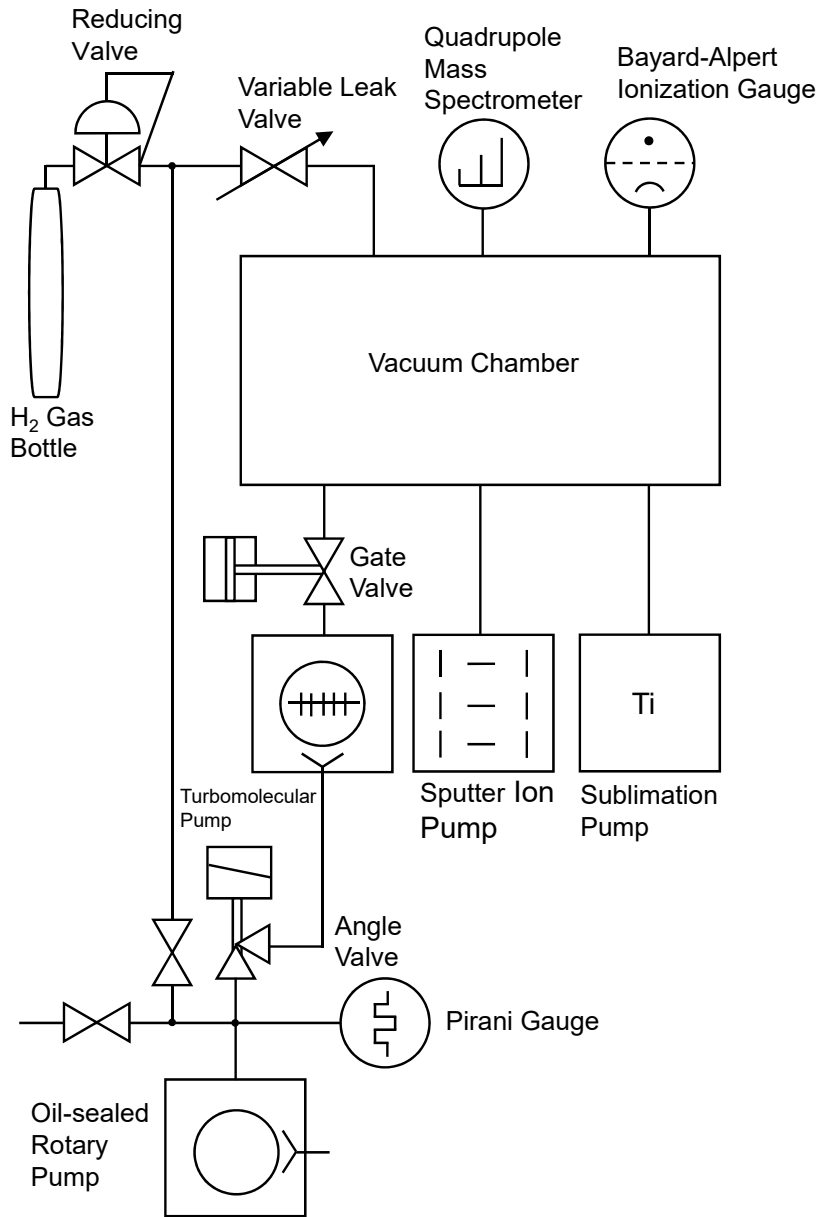 Reducing
Valve
Variable Leak
Valve
Quadrupole
Mass
Spectrometer
Bayard-Alpert
Ionization Gauge
H₂ Gas
Bottle
Vacuum Chamber
Gate
Valve
Ti
Turbomolecular
Pump
Sputter Ion
Pump
Sublimation
Pump
Angle
Valve
Pirani Gauge
Oil-sealed
Rotary
Pump